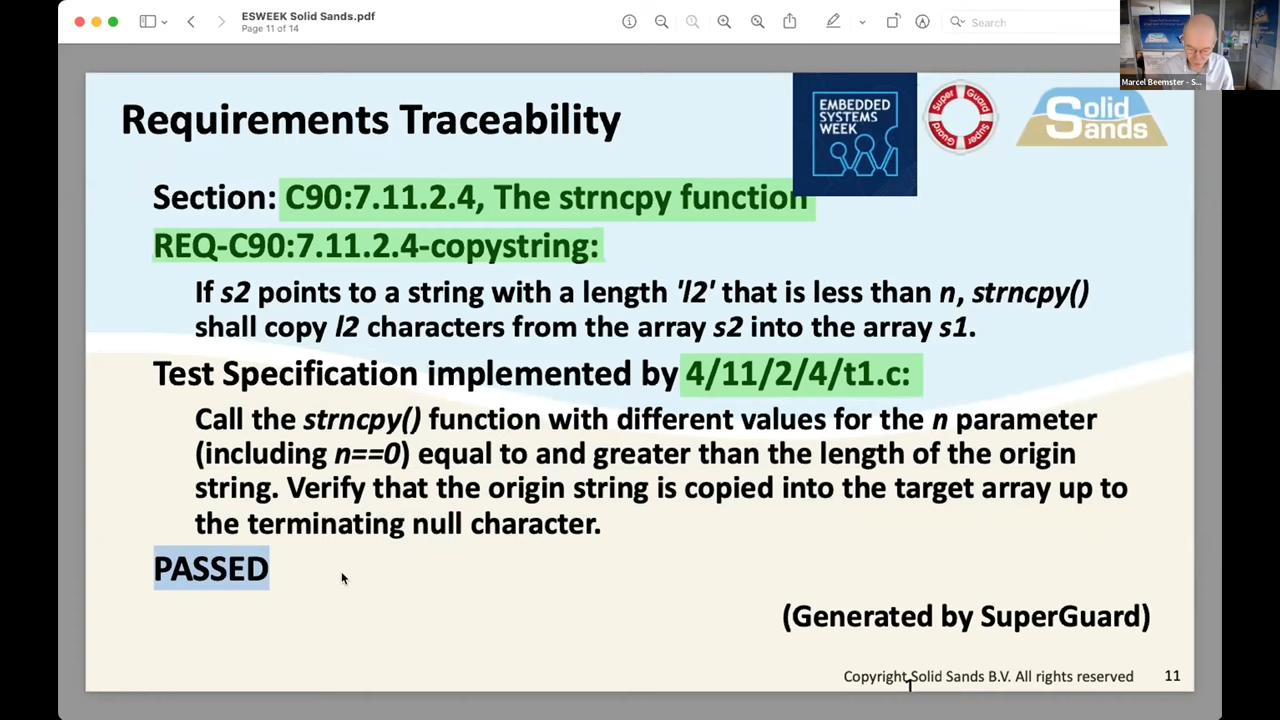 ESWEEK Solid Sands.pdf
Page 11 of 14
Search
Marcel Beemster - S...
Requirements Traceability
EMBEDDED
SYSTEMS
WEEK
Super
Guard
Super
Guard
Solid
Sands
Section: C90:7.11.2.4, The strncpy function
REQ-C90:7.11.2.4-copystring:
If s2 points to a string with a length 'l2' that is less than n, strncpy()
shall copy l2 characters from the array s2 into the array s1.
Test Specification implemented by 4/11/2/4/t1.c:
Call the strncpy() function with different values for the n parameter
(including n==0) equal to and greater than the length of the origin
string. Verify that the origin string is copied into the target array up to
the terminating null character.
PASSED
(Generated by SuperGuard)
Copyright Solid Sands B.V. All rights reserved 11
1